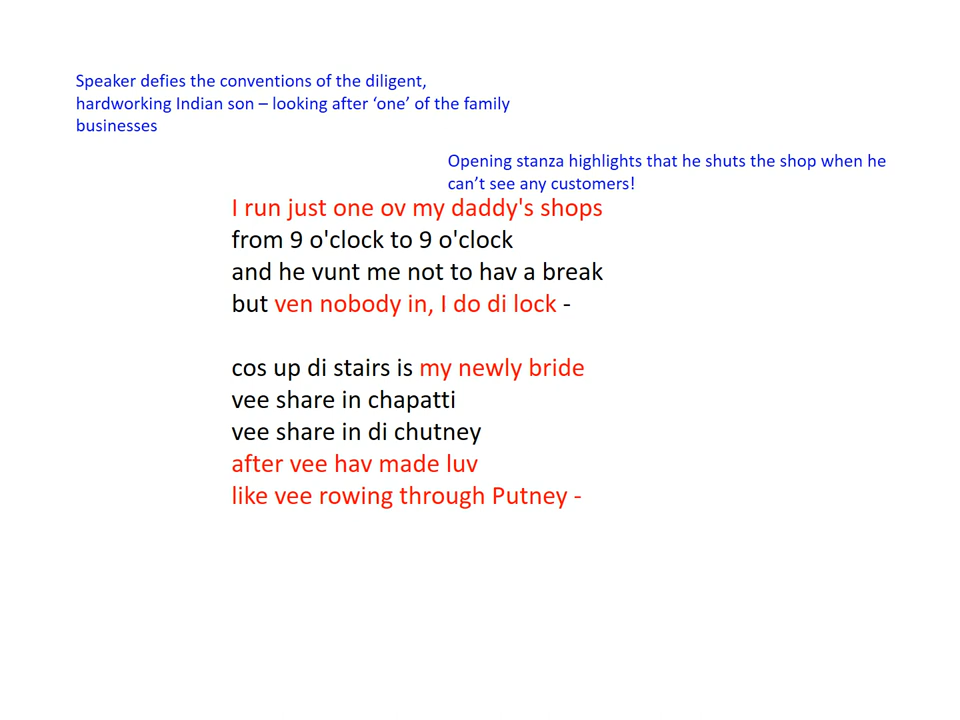 Speaker defies the conventions of the diligent,
hardworking Indian son – looking after ‘one’ of the family
businesses
Opening stanza highlights that he shuts the shop when he
can’t see any customers!
I run just one ov my daddy's shops
from 9 o'clock to 9 o'clock
and he vunt me not to hav a break
but ven nobody in, I do di lock -
cos up di stairs is my newly bride
vee share in chapatti
vee share in di chutney
after vee hav made luv
like vee rowing through Putney -